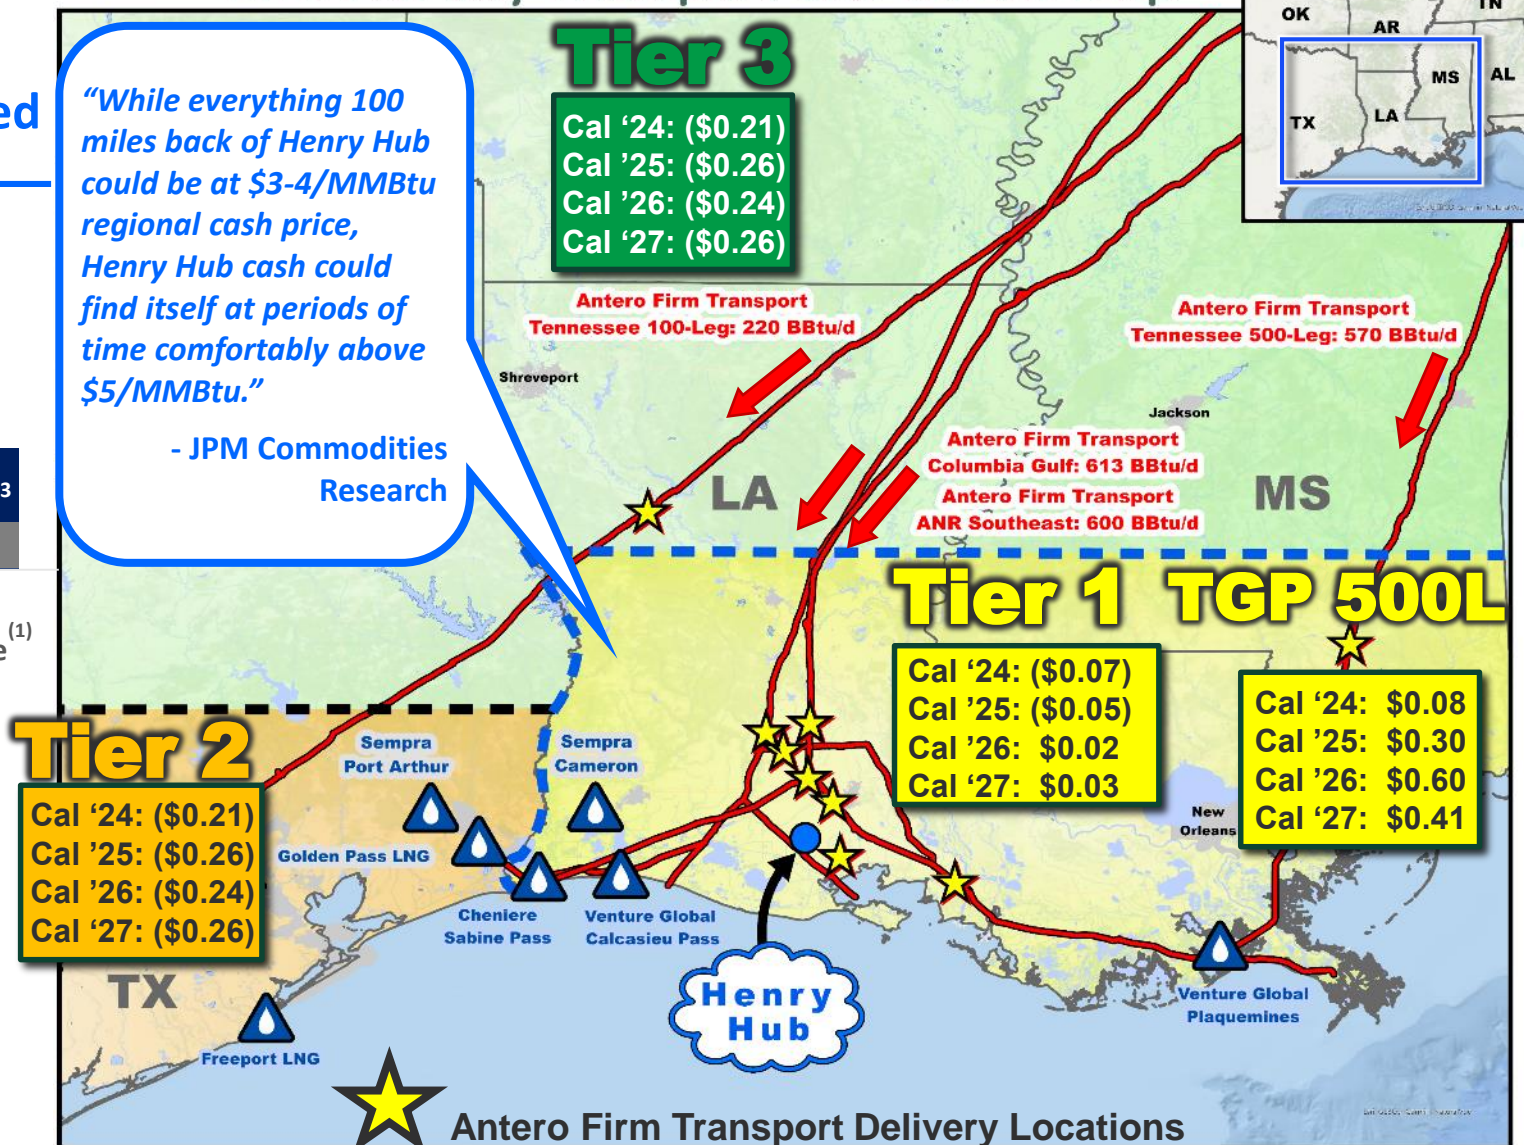 ed
3
(1)
e
“While everything 100
miles back of Henry Hub
could be at $3-4/MMBtu
regional cash price,
Henry Hub cash could
find itself at periods of
time comfortably above
$5/MMBtu.”
- JPM Commodities
Research
Tier 3
Cal ‘24: ($0.21)
Cal ‘25: ($0.26)
Cal ‘26: ($0.24)
Cal ‘27: ($0.26)
OK
AR
TN
MS
AL
TX
LA
Antero Firm Transport
Tennessee 100-Leg: 220 BBtu/d
Antero Firm Transport
Tennessee 500-Leg: 570 BBtu/d
Shreveport
Jackson
Antero Firm Transport
Columbia Gulf: 613 BBtu/d
Antero Firm Transport
ANR Southeast: 600 BBtu/d
LA
MS
Tier 1
Cal ‘24: ($0.07)
Cal ‘25: ($0.05)
Cal ‘26: $0.02
Cal ‘27: $0.03
TGP 500L
Cal ‘24: $0.08
Cal ‘25: $0.30
Cal ‘26: $0.60
Cal ‘27: $0.41
Tier 2
Cal ‘24: ($0.21)
Cal ‘25: ($0.26)
Cal ‘26: ($0.24)
Cal ‘27: ($0.26)
Sempra
Port Arthur
Sempra
Cameron
Golden Pass LNG
New
Orleans
Cheniere
Sabine Pass
Venture Global
Calcasieu Pass
TX
Henry
Hub
Venture Global
Plaquemines
Freeport LNG
Antero Firm Transport Delivery Locations